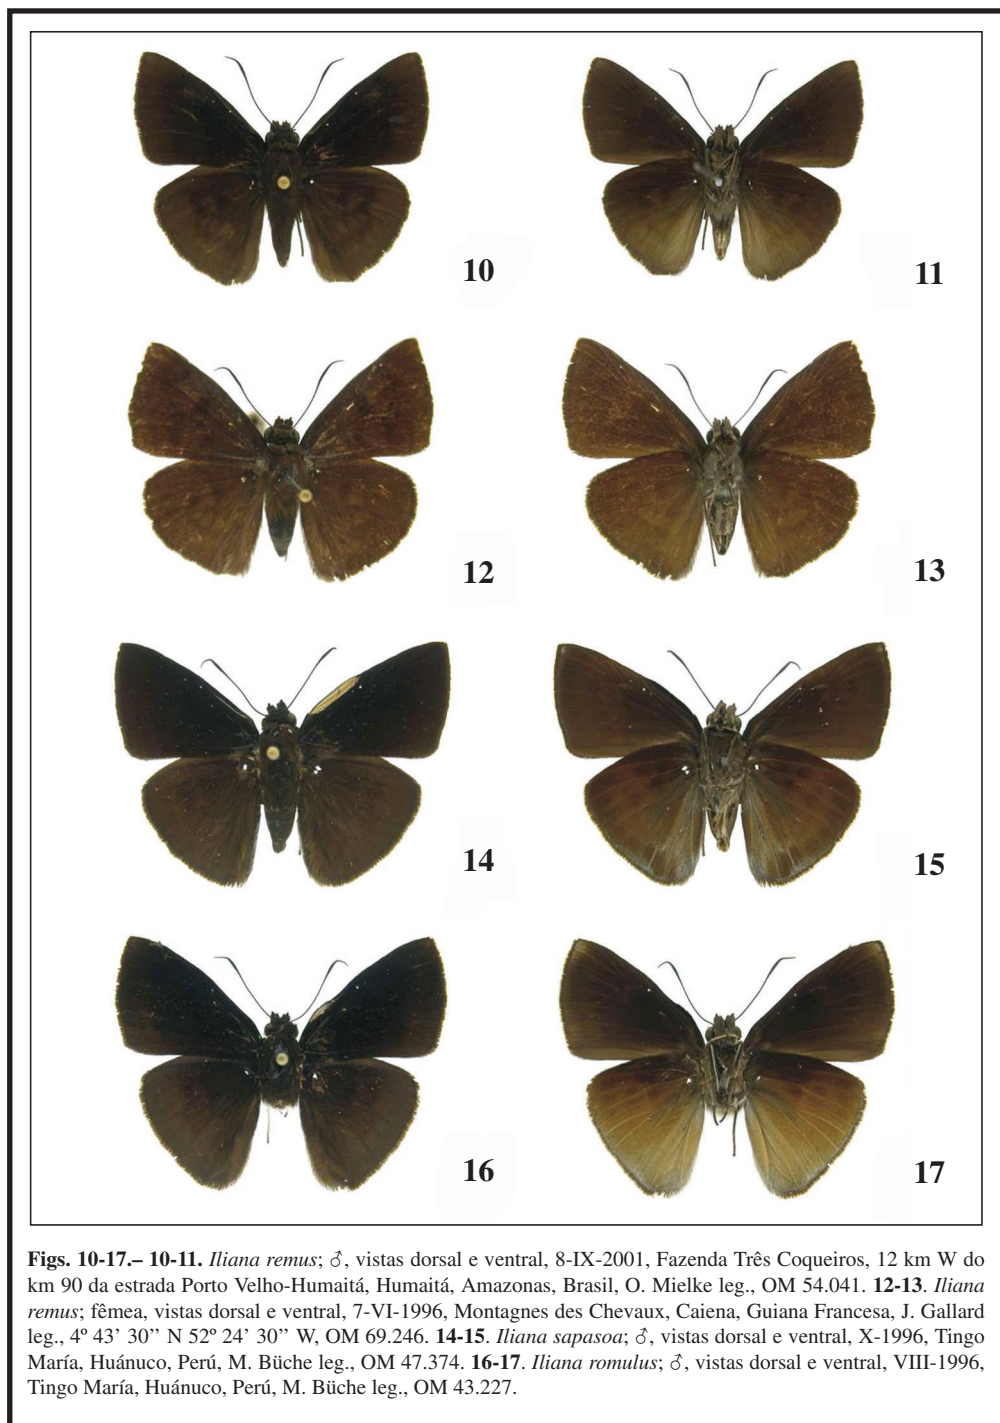 10
11
12
13
14
15
16
17
Figs. 10-17.– 10-11. Iliana remus; ♂, vistas dorsal e ventral, 8-IX-2001, Fazenda Três Coqueiros, 12 km W do
km 90 da estrada Porto Velho-Humaitá, Humaitá, Amazonas, Brasil, O. Mielke leg., OM 54.041. 12-13. Iliana
remus; fêmea, vistas dorsal e ventral, 7-VI-1996, Montagnes des Chevaux, Caiena, Guiana Francesa, J. Gallard
leg., 4º 43’ 30’’ N 52º 24’ 30’’ W, OM 69.246. 14-15. Iliana sapasoa; ♂, vistas dorsal e ventral, X-1996, Tingo
María, Huánuco, Perú, M. Büche leg., OM 47.374. 16-17. Iliana romulus; ♂, vistas dorsal e ventral, VIII-1996,
Tingo María, Huánuco, Perú, M. Büche leg., OM 43.227.